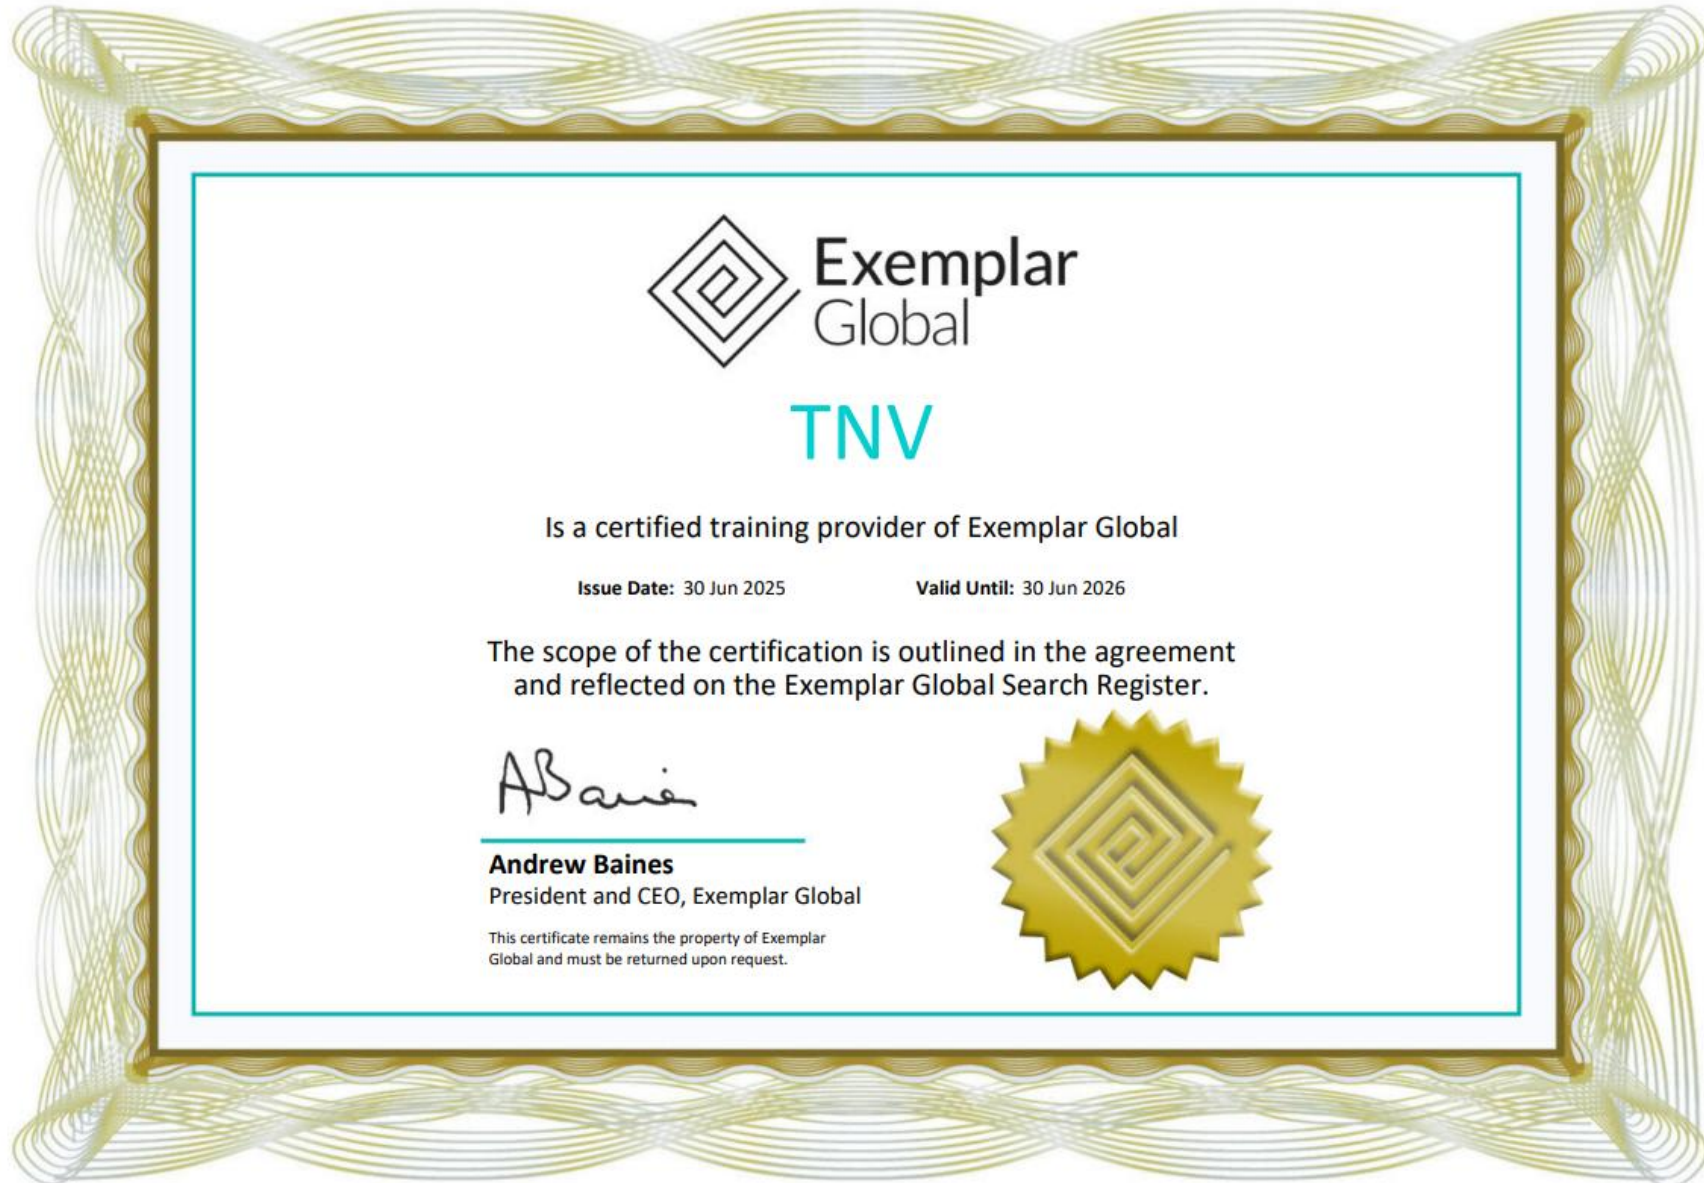 Exemplar
Global
TNV
Is a certified training provider of Exemplar Global
Issue Date: 30 Jun 2025 Valid Until: 30 Jun 2026
The scope of the certification is outlined in the agreement
and reflected on the Exemplar Global Search Register.
ABaines
Andrew Baines
President and CEO, Exemplar Global
This certificate remains the property of Exemplar
Global and must be returned upon request.